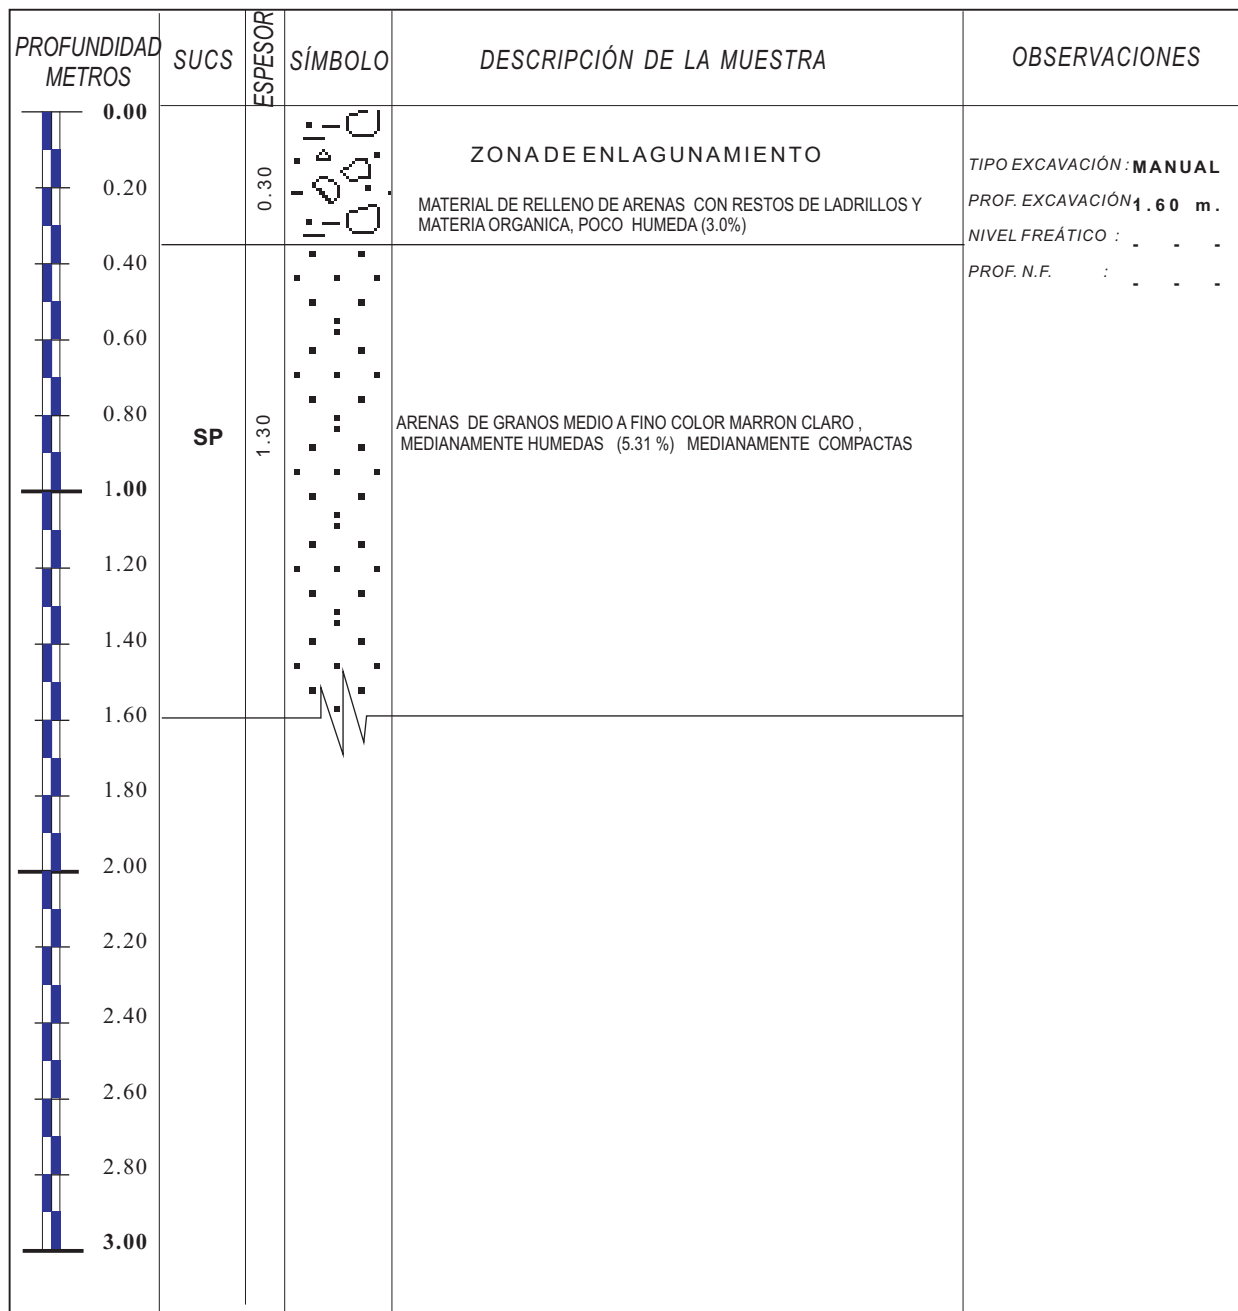 PROFUNDIDAD
METROS
SUCS
ESPESOR
SÍMBOLO
DESCRIPCIÓN DE LA MUESTRA
OBSERVACIONES
0.00
0.20
0.40
0.60
0.80
1.00
1.20
1.40
1.60
1.80
2.00
2.20
2.40
2.60
2.80
3.00
0.30
ZONA DE ENLAGUNAMIENTO
MATERIAL DE RELLENO DE ARENAS CON RESTOS DE LADRILLOS Y
MATERIA ORGANICA, POCO HUMEDA (3.0%)
SP
1.30
ARENAS DE GRANOS MEDIO A FINO COLOR MARRON CLARO ,
MEDIANAMENTE HUMEDAS (5.31 %) MEDIANAMENTE COMPACTAS
TIPO EXCAVACIÓN : MANUAL
PROF. EXCAVACIÓN 1.60 m.
NIVEL FREÁTICO : - - -
PROF. N.F. : - - -